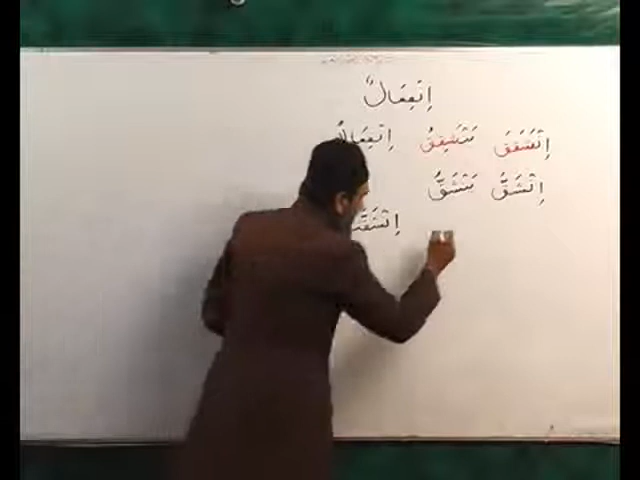 اِنْفِعَالٌ
اِنْشَقَقَ يَنْشَقِقُ اِنْفِعَالٌ
اِنْشَقَّ يَنْشَقُّ